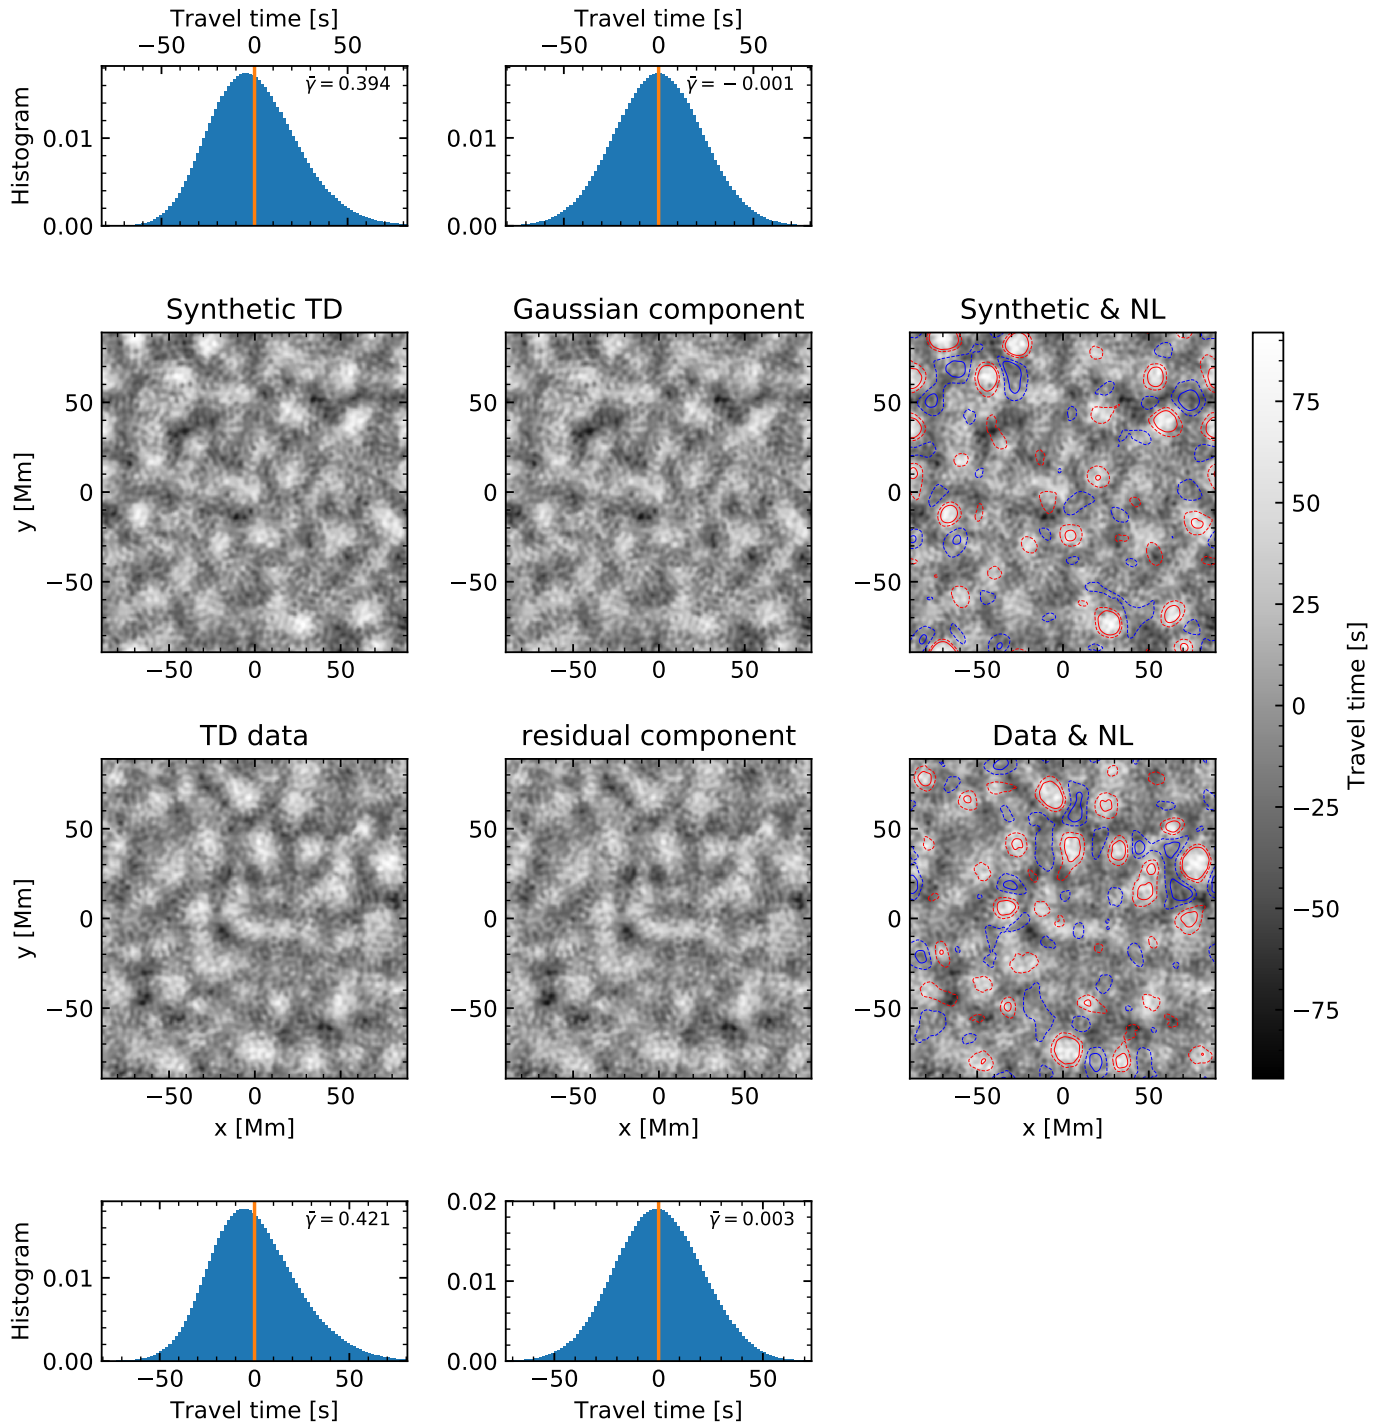 Travel time [s] Travel time [s]
−50 0 50 −50 0 50
γ̄ = 0.394 γ̄ = −0.001
Histogram
0.01 0.01
0.00 0.00
Synthetic TD Gaussian component Synthetic & NL
50 50 50
0 0 0
−50 −50 −50
y [Mm]
−50 0 50 −50 0 50 −50 0 50
75
50
25
0
−25
−50
−75
Travel time [s]
TD data residual component Data & NL
50 50 50
0 0 0
−50 −50 −50
y [Mm]
−50 0 50 −50 0 50 −50 0 50
x [Mm] x [Mm] x [Mm]
γ̄ = 0.421 γ̄ = 0.003
Histogram
0.02
0.01 0.01
0.00 0.00
−50 0 50 −50 0 50
Travel time [s] Travel time [s]